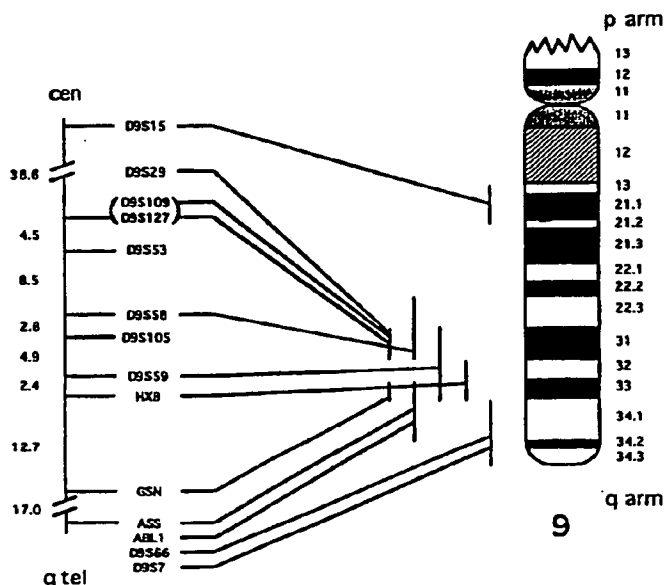 p arm
13
12
11
11
12
13
21.1
21.2
21.3
22.1
22.2
22.3
31
32
33
34.1
34.2
34.3
q arm
9
cen
D9S15
38.6
D9S29
(D9S109
D9S127)
4.5
D9S53
8.5
D9S58
2.8
D9S105
4.9
D9S59
2.4
HXB
12.7
GSN
17.0
ASS
ABL1
D9S66
D9S7
q tel